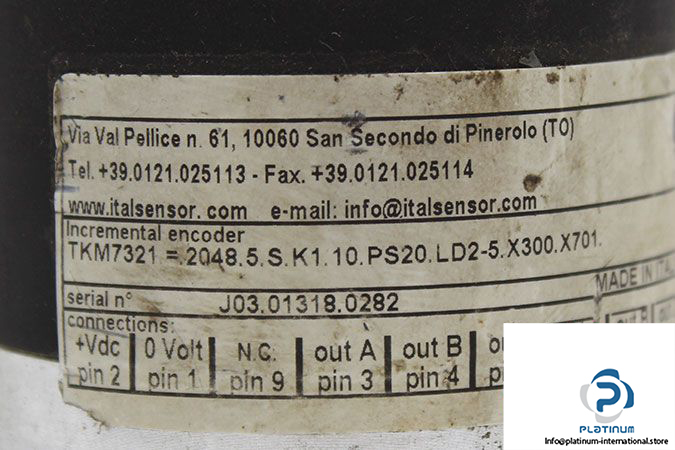 Via Val Pellice n. 61, 10060 San Secondo di Pinerolo (TO)
Tel. +39.0121.025113 - Fax. +39.0121.025114
www.italsensor.com e-mail: info@italsensor.com
Incremental encoder
TKM7321 =.2048.5.S.K1.10.PS20.LD2-5.X300.X701.
MADE IN
serial n° J03.01318.0282
connections:
+Vdc 0 Volt N.C. out A out B
pin 2 pin 1 pin 9 pin 3 pin 4
PLATINUM
Info@platinum-international.store